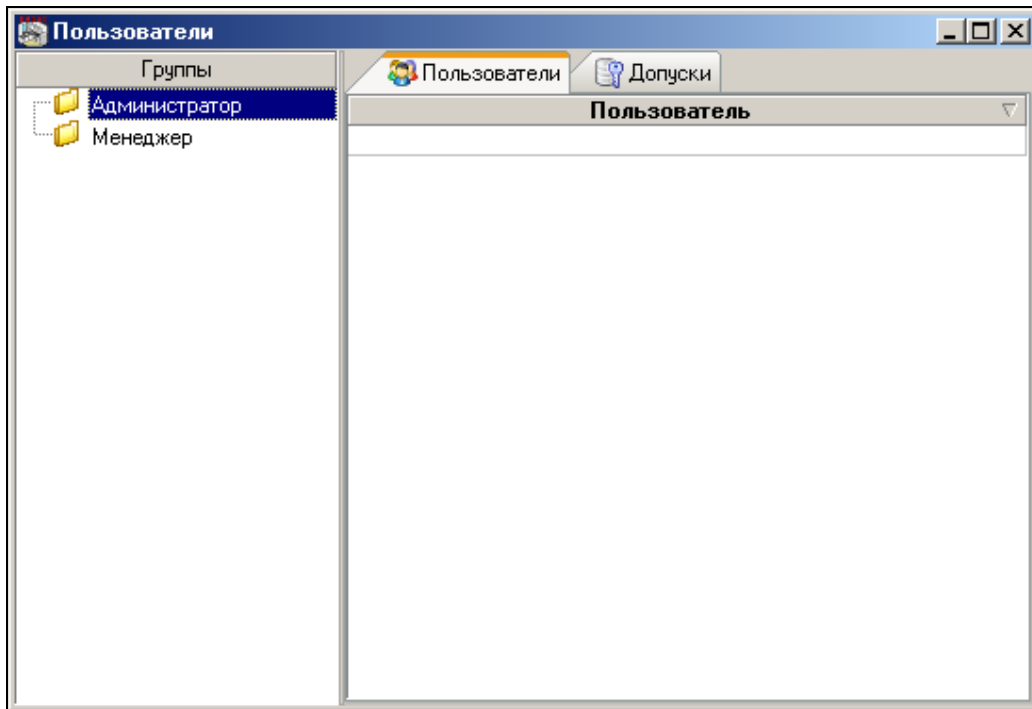 Пользователи
Группы
Администратор
Менеджер
Пользователи Допуски
Пользователь